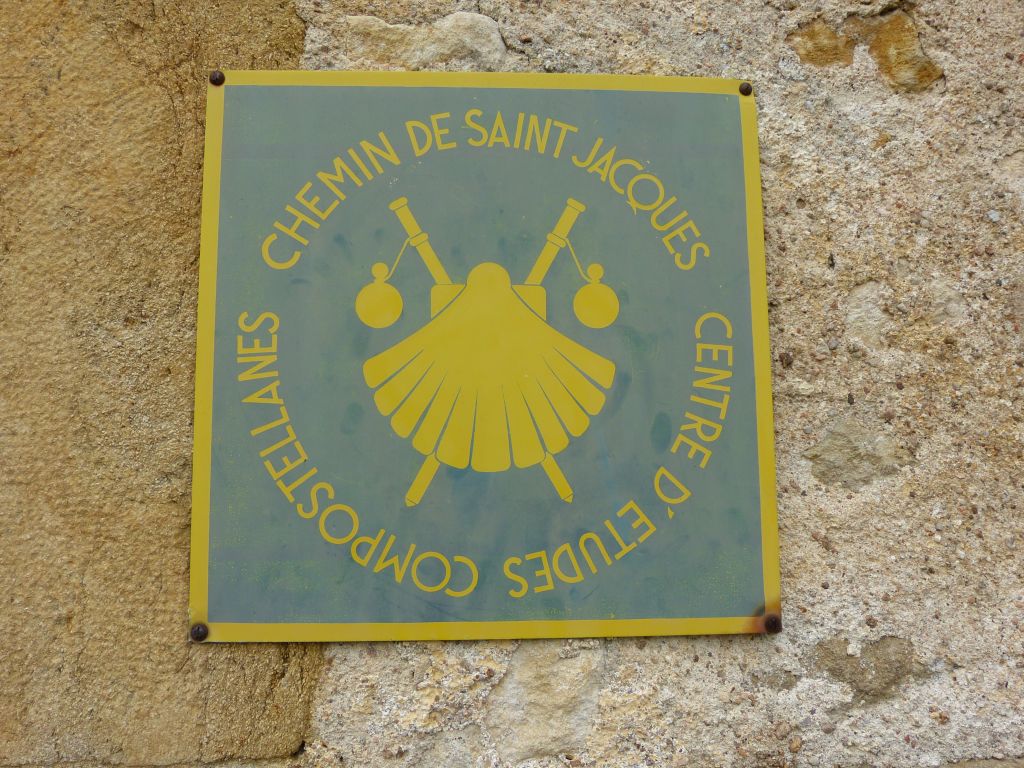 CHEMIN DE SAINT JACQUES
CENTRE D'ETUDES COMPOSTELLANES